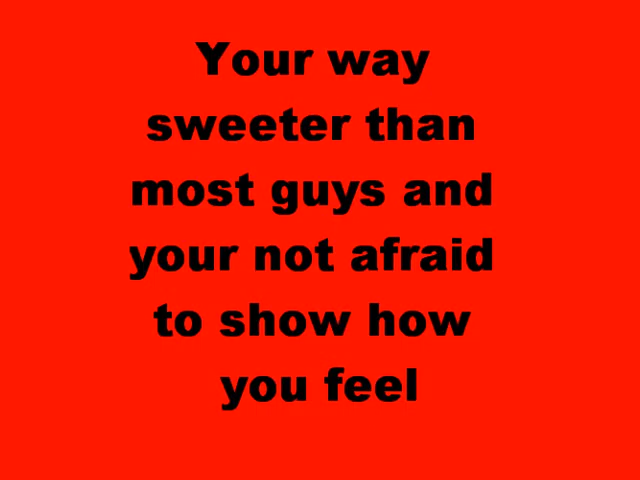 Your way
sweeter than
most guys and
your not afraid
to show how
you feel